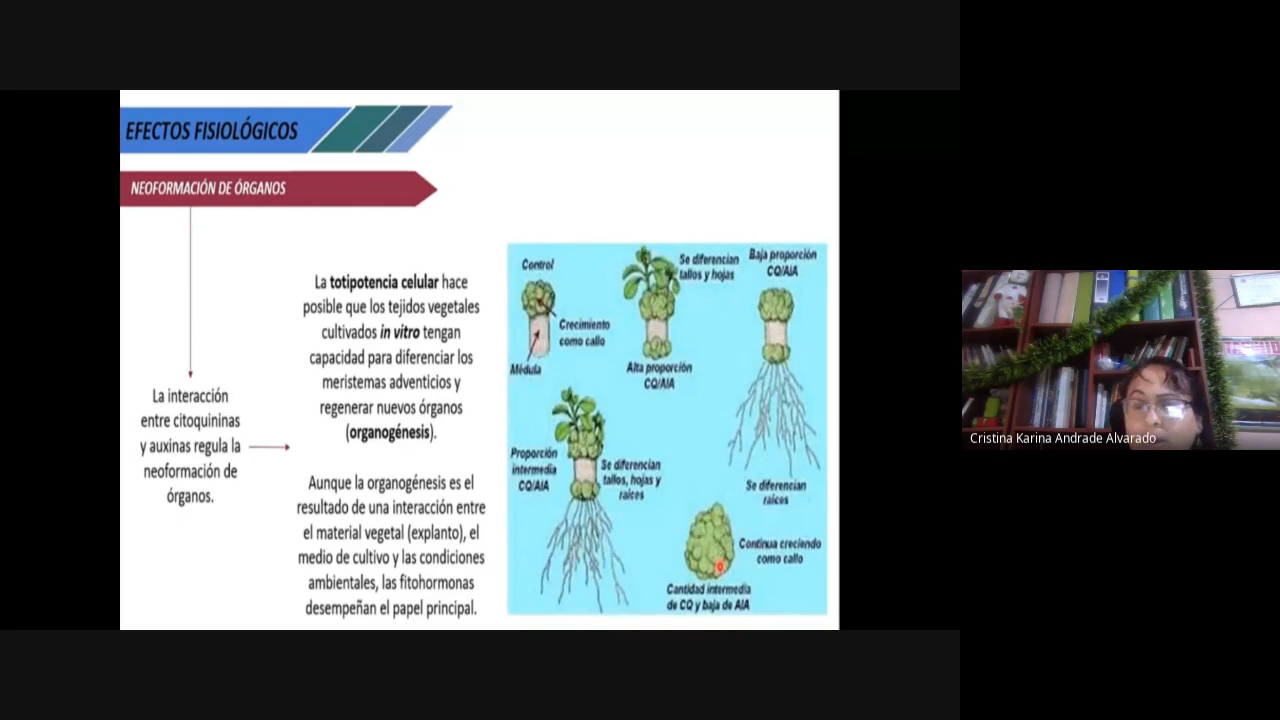 EFECTOS FISIOLÓGICOS
NEOFORMACIÓN DE ÓRGANOS
La interacción
entre citoquininas
y auxinas regula la
neoformación de
órganos.
La totipotencia celular hace
posible que los tejidos vegetales
cultivados in vitro tengan
capacidad para diferenciar los
meristemas adventicios y
regenerar nuevos órganos
(organogénesis).
Aunque la organogénesis es el
resultado de una interacción entre
el material vegetal (explanto), el
medio de cultivo y las condiciones
ambientales, las fitohormonas
desempeñan el papel principal.
Control
Crecimiento
como callo
Médula
Se diferencian
tallos y hojas
Alta proporción
CQ/AIA
Baja proporción
CQ/AIA
Se diferencian
raíces
Proporción
intermedia
CQ/AIA
Se diferencian
tallos, hojas y
raíces
Continua creciendo
como callo
Cantidad intermedia
de CQ y baja de AIA
Cristina Karina Andrade Alvarado